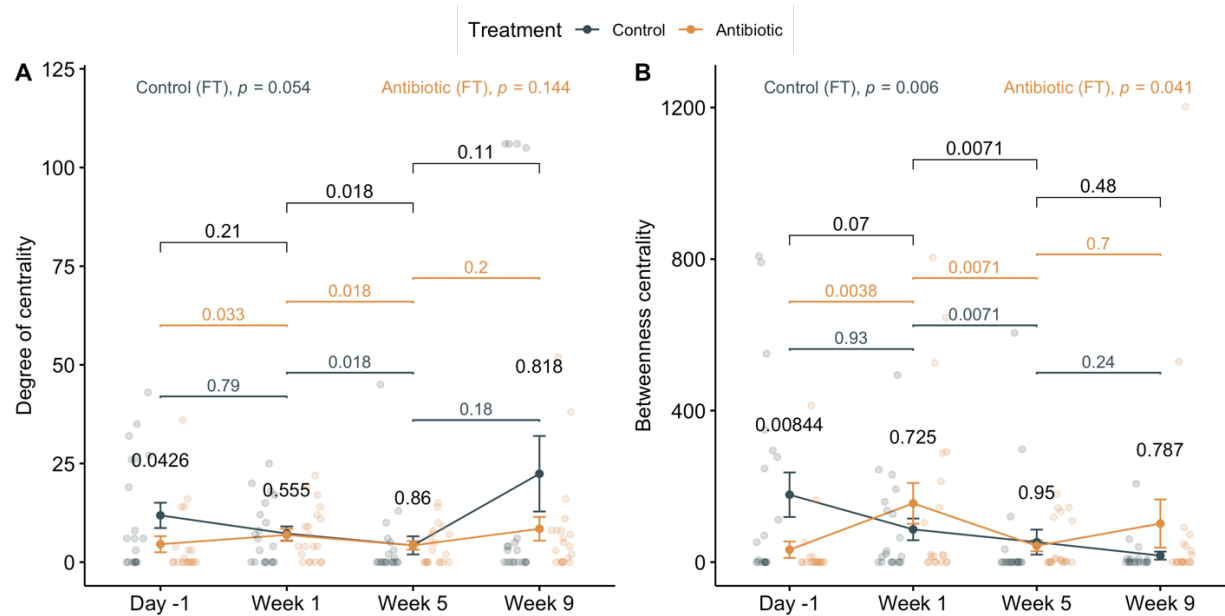 Treatment Control Antibiotic
A
125
Control (FT), p = 0.054
Antibiotic (FT), p = 0.144
100
75
50
25
0
Degree of centrality
0.11
0.018
0.21
0.2
0.018
0.033
0.018
0.79
0.18
0.818
0.0426
0.555
0.86
Day -1
Week 1
Week 5
Week 9
B
1200
Control (FT), p = 0.006
Antibiotic (FT), p = 0.041
800
400
0
Betweenness centrality
0.0071
0.48
0.07
0.7
0.0071
0.0038
0.0071
0.93
0.24
0.00844
0.725
0.95
0.787
Day -1
Week 1
Week 5
Week 9